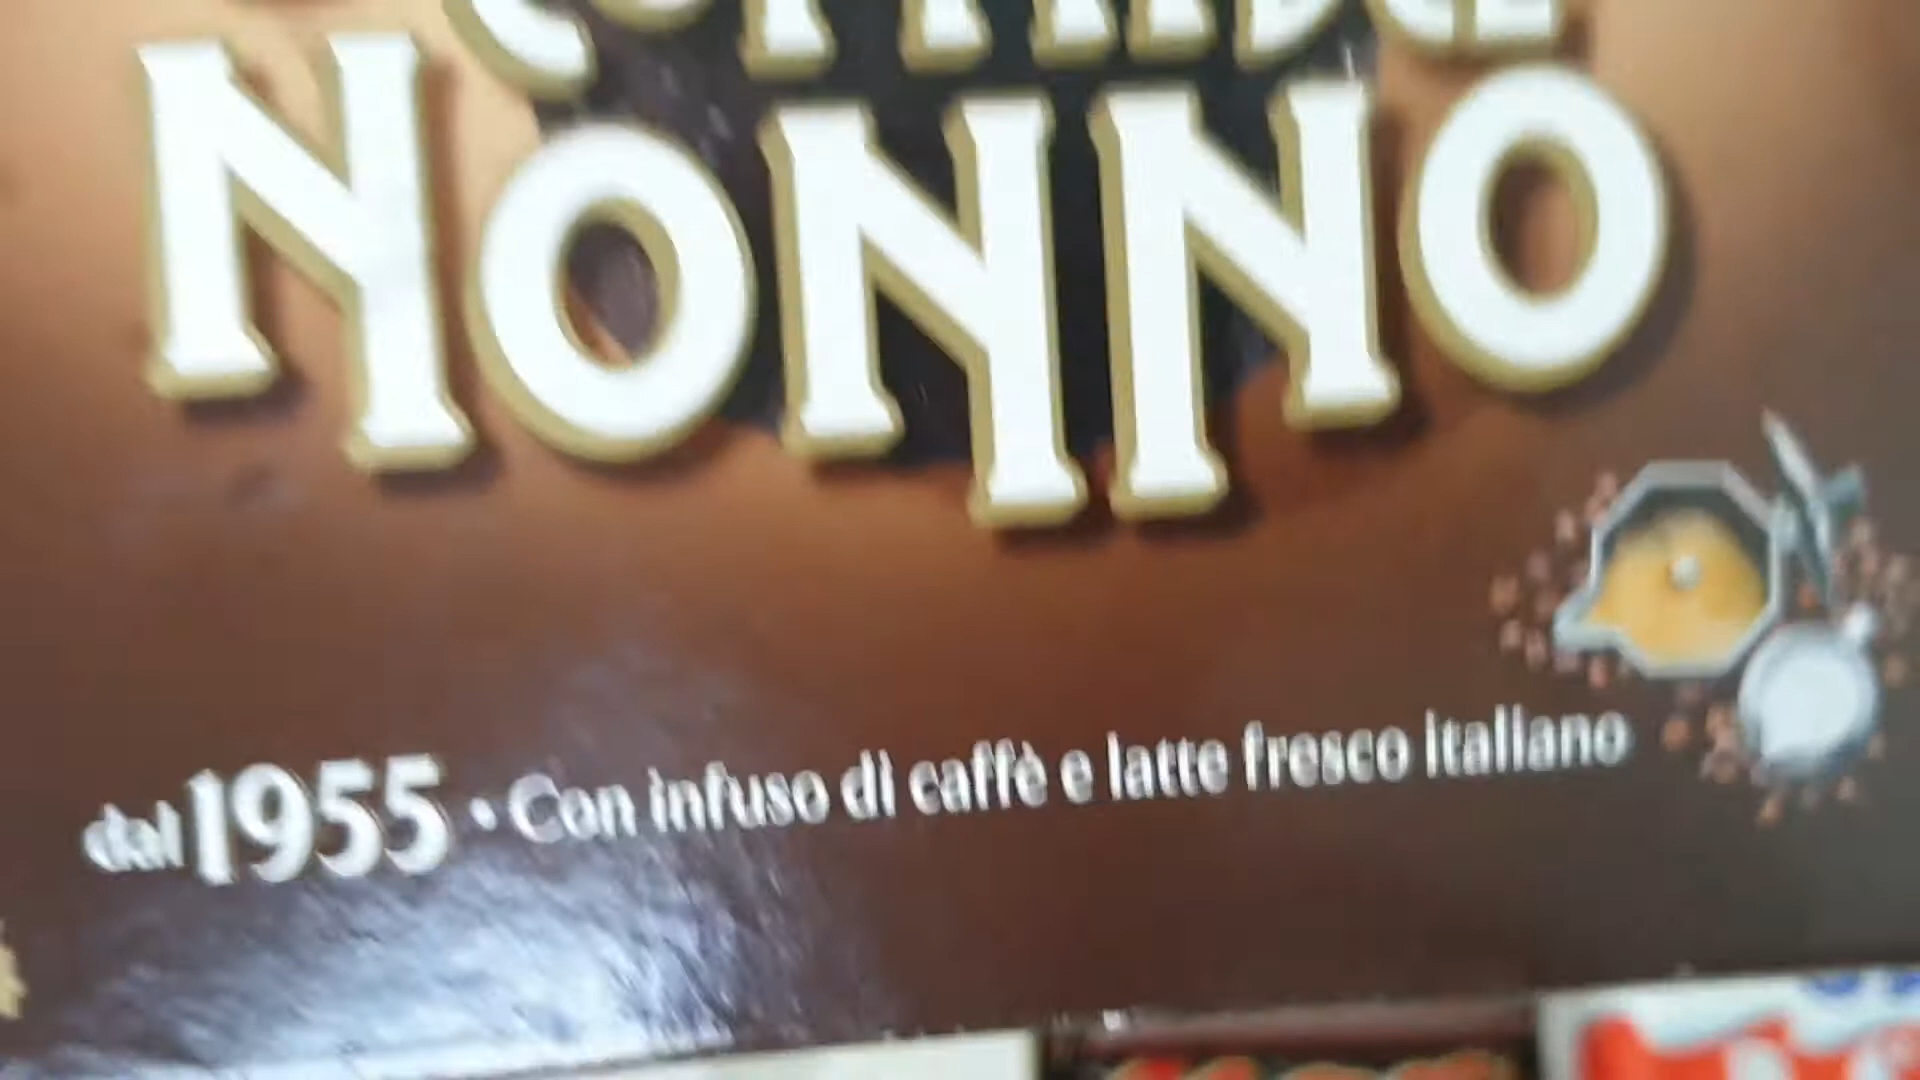 NONNO
dal 1955 • Con infuso di caffè e latte fresco italiano